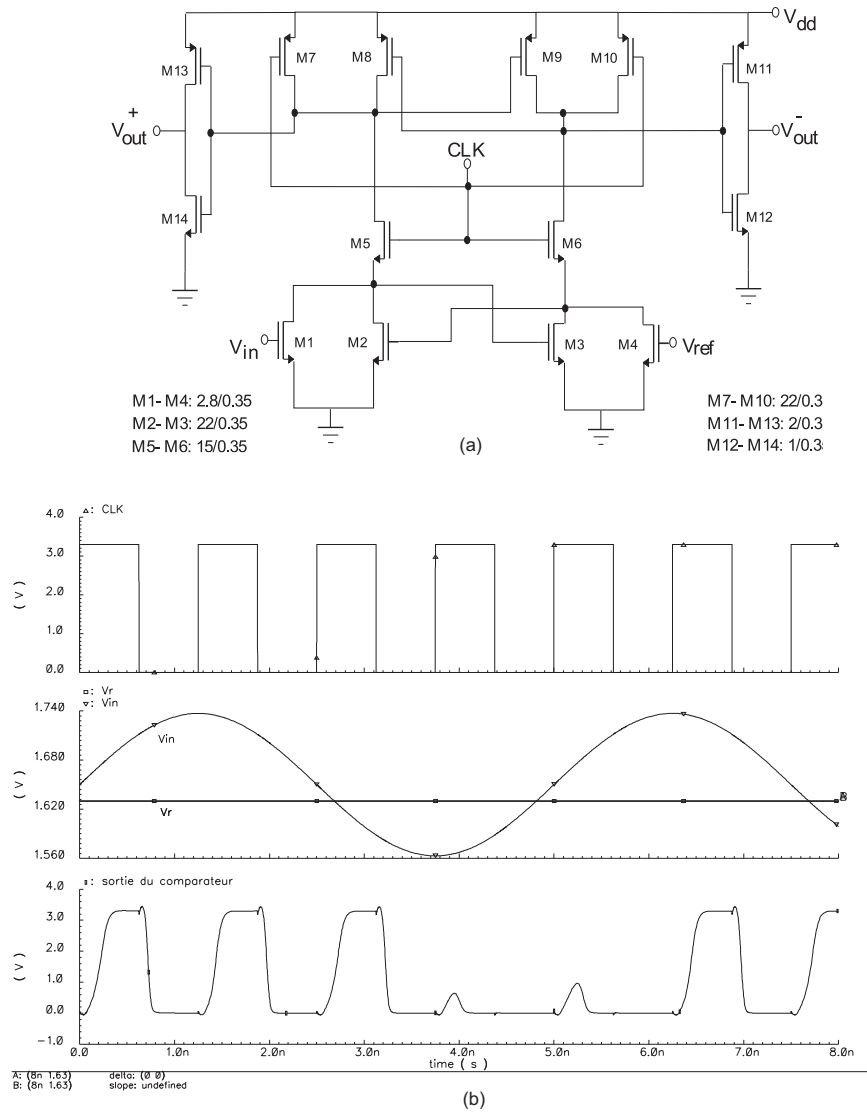 Vdd
M7
M8
M9
M10
M13
M11
Vout+
CLK
Vout-
M14
M5
M6
M12
Vin
M1
M2
M3
M4
Vref
M1- M4: 2.8/0.35
M2- M3: 22/0.35
M5- M6: 15/0.35
M7- M10: 22/0.3
M11- M13: 2/0.3
M12- M14: 1/0.3
(a)
: CLK
4.0
3.0
2.0
1.0
0.0
( V )
: Vr
: Vin
1.740
1.680
1.620
1.560
( V )
Vin
Vr
B
: sortie du comparateur
4.0
3.0
2.0
1.0
0.0
-1.0
( V )
0.0 1.0n 2.0n 3.0n 4.0n 5.0n 6.0n 7.0n 8.0n
time ( s )
A: (8n 1.63) delta: (0 0)
B: (8n 1.63) slope: undefined
(b)